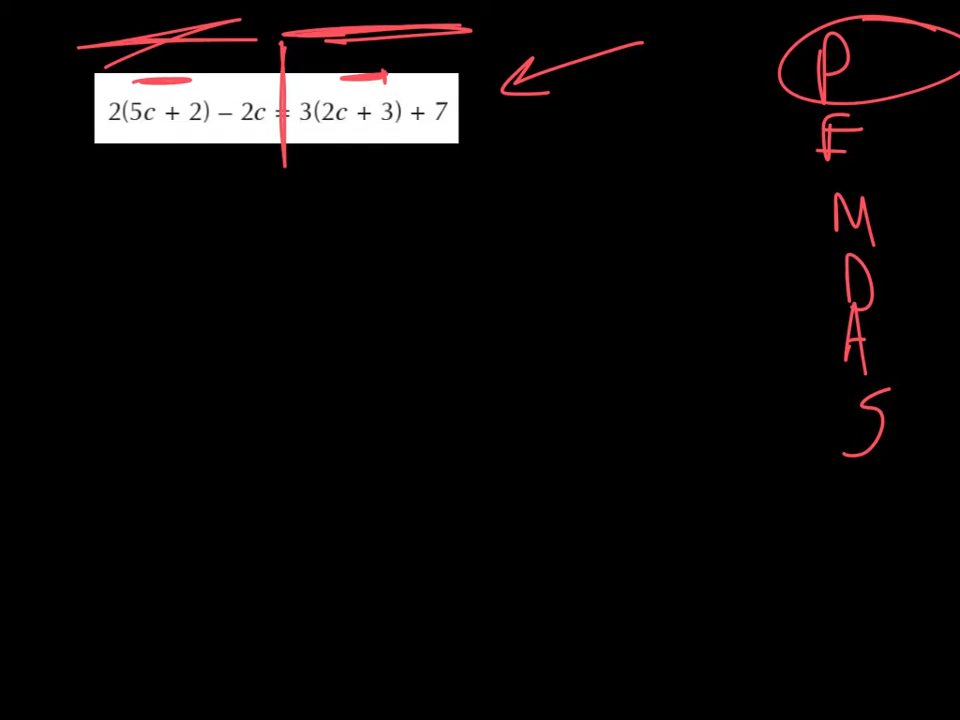 2(5c + 2) – 2c = 3(2c + 3) + 7
P
E
M
D
A
S